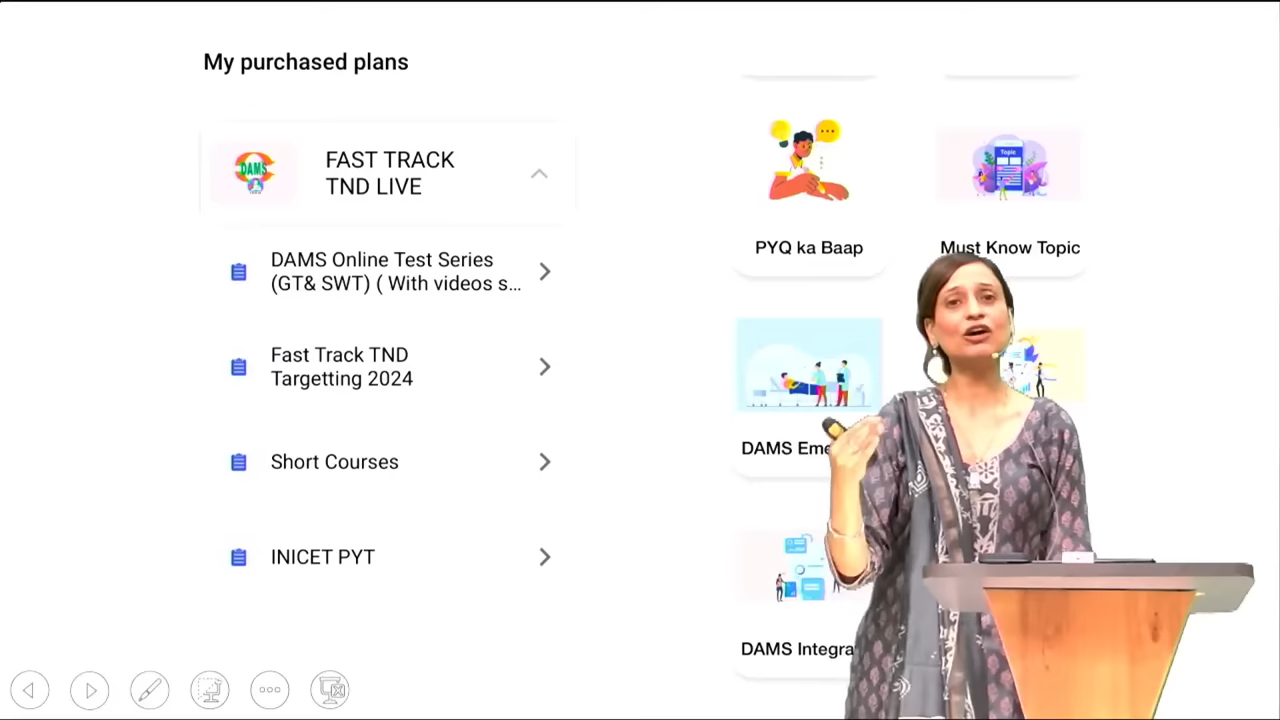 My purchased plans
DAMS
FAST TRACK
TND LIVE
DAMS Online Test Series
(GT& SWT) ( With videos s...
Fast Track TND
Targetting 2024
Short Courses
INICET PYT
Topic
PYQ ka Baap
Must Know Topic
DAMS Eme
DAMS Integra